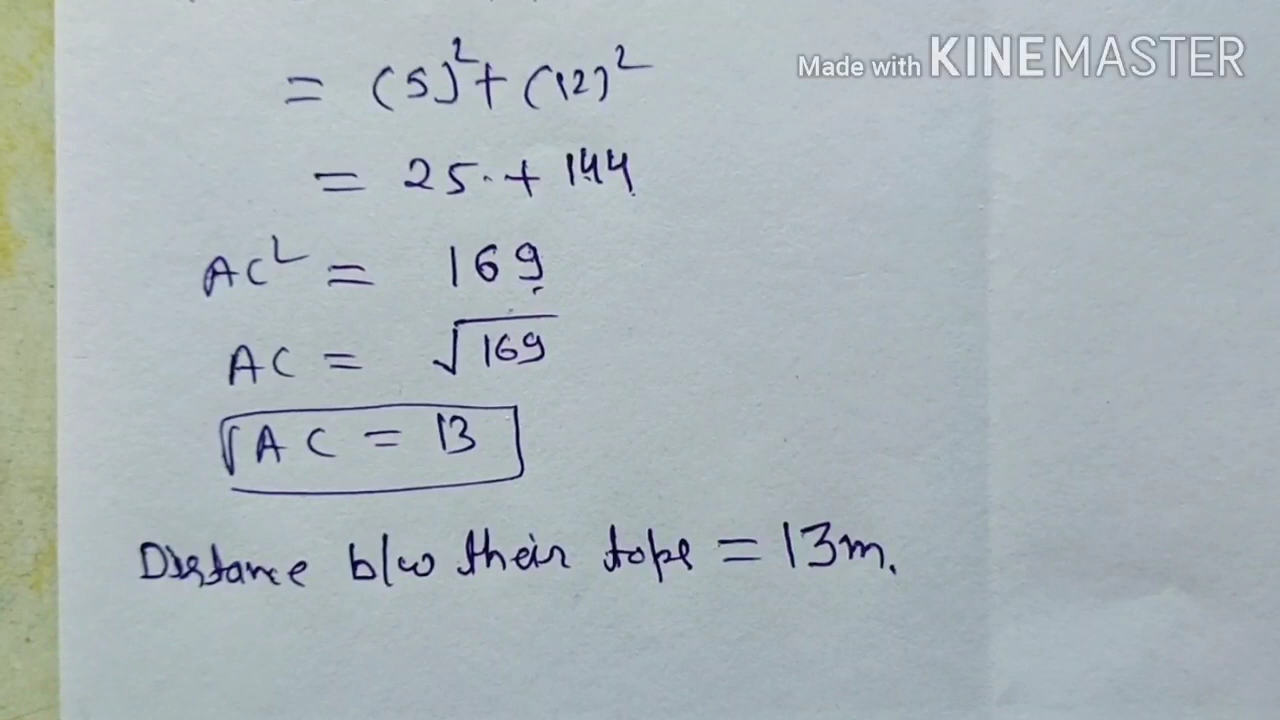 Made with KINEMASTER
= (5)² + (12)²
= 25 + 144
AC² = 169
AC = √169
AC = 13
Distance b/w their tops = 13m.